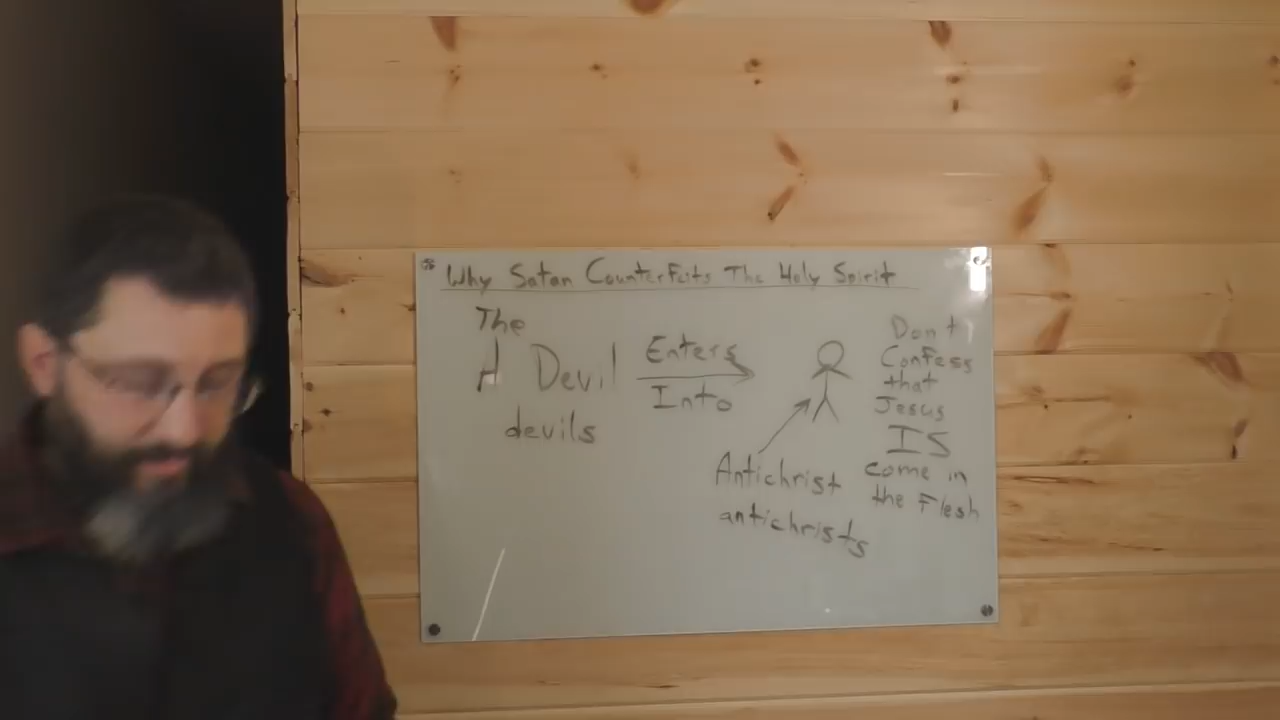 Why Satan Counterfeits The Holy Spirit
The
A Devil
devils
Enters
Into
Antichrist
antichrists
Don't
Confess
that
Jesus
IS
come in
the Flesh